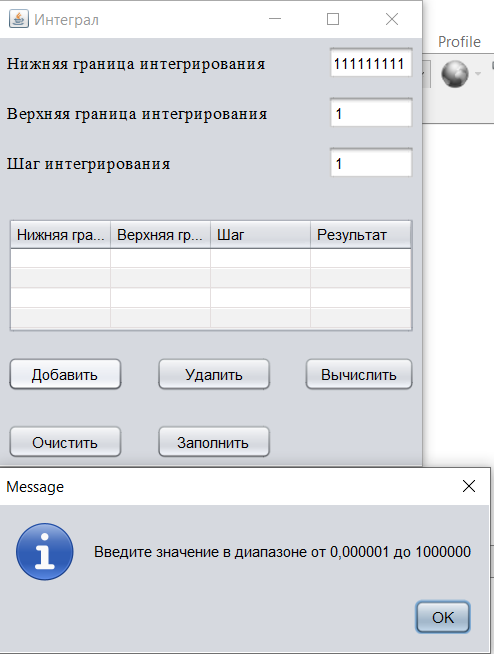 Интеграл
Profile
Нижняя граница интегрирования 111111111
Верхняя граница интегрирования 1
Шаг интегрирования 1
Нижняя гра... Верхняя гр... Шаг Результат
Добавить Удалить Вычислить
Очистить Заполнить
Message
Введите значение в диапазоне от 0,000001 до 1000000
OK